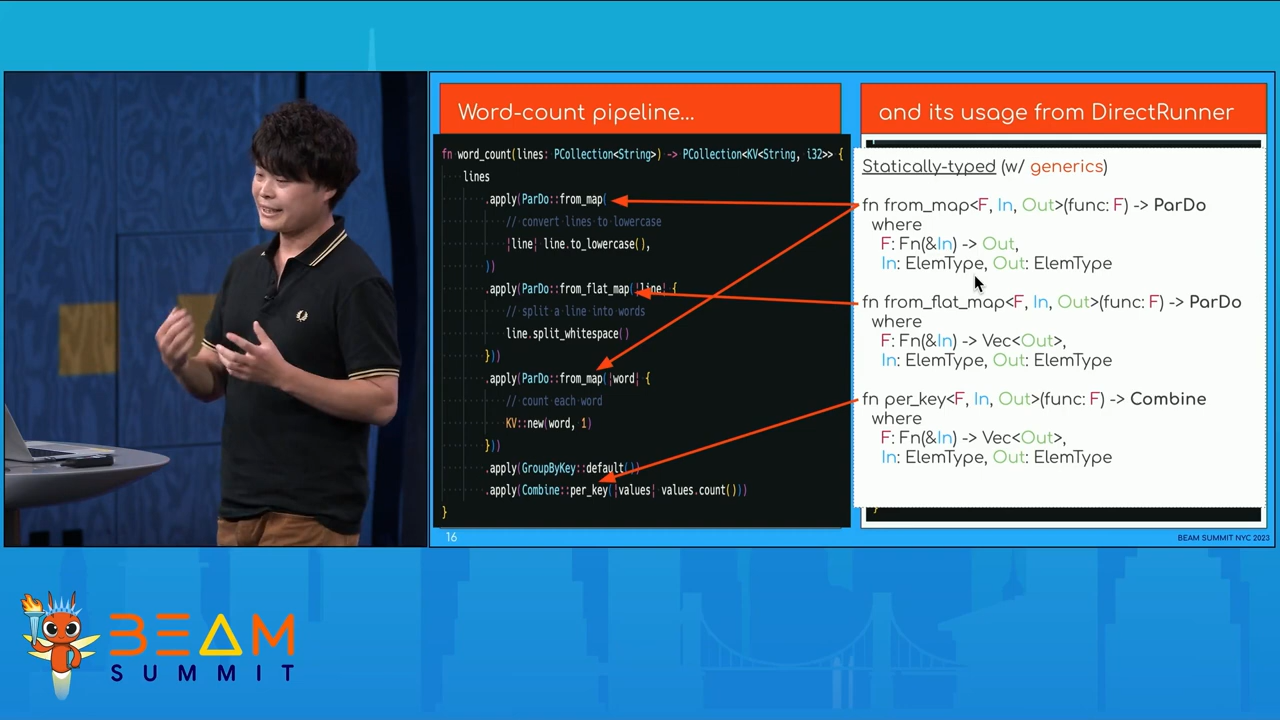 Word-count pipeline...
fn word_count(lines: PCollection<String>) -> PCollection<KV<String, i32>> {
lines
.apply(ParDo::from_map(
// convert lines to lowercase
|line| line.to_lowercase(),
))
.apply(ParDo::from_flat_map(|line| {
// split a line into words
line.split_whitespace()
}))
.apply(ParDo::from_map(|word| {
// count each word
KV::new(word, 1)
}))
.apply(GroupByKey::default())
.apply(Combine::per_key(|values| values.count()))
}
16
and its usage from DirectRunner
Statically-typed (w/ generics)
fn from_map<F, In, Out>(func: F) -> ParDo
where
F: Fn(&In) -> Out,
In: ElemType, Out: ElemType
fn from_flat_map<F, In, Out>(func: F) -> ParDo
where
F: Fn(&In) -> Vec<Out>,
In: ElemType, Out: ElemType
fn per_key<F, In, Out>(func: F) -> Combine
where
F: Fn(&In) -> Vec<Out>,
In: ElemType, Out: ElemType
}
BEAM SUMMIT NYC 2023
BEAM
SUMMIT